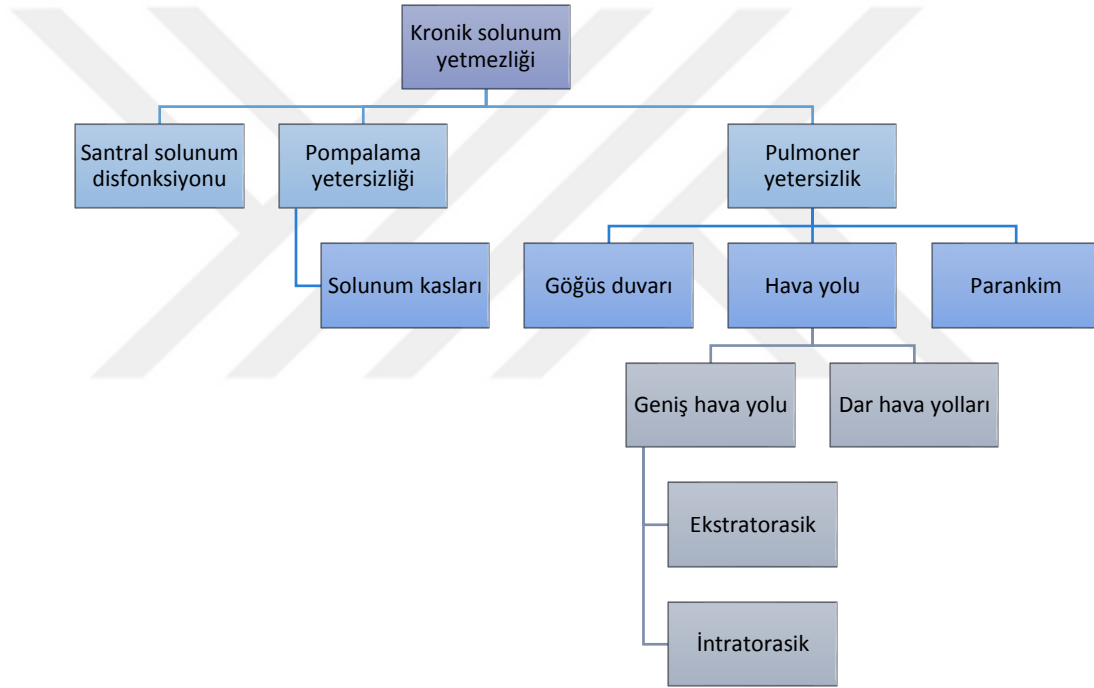 Kronik solunum
yetmezliği
Santral solunum
disfonksiyonu
Pompalama
yetersizliği
Pulmoner
yetersizlik
Solunum kasları
Göğüs duvarı
Hava yolu
Parankim
Geniş hava yolu
Dar hava yolları
Ekstratorasik
İntratorasik